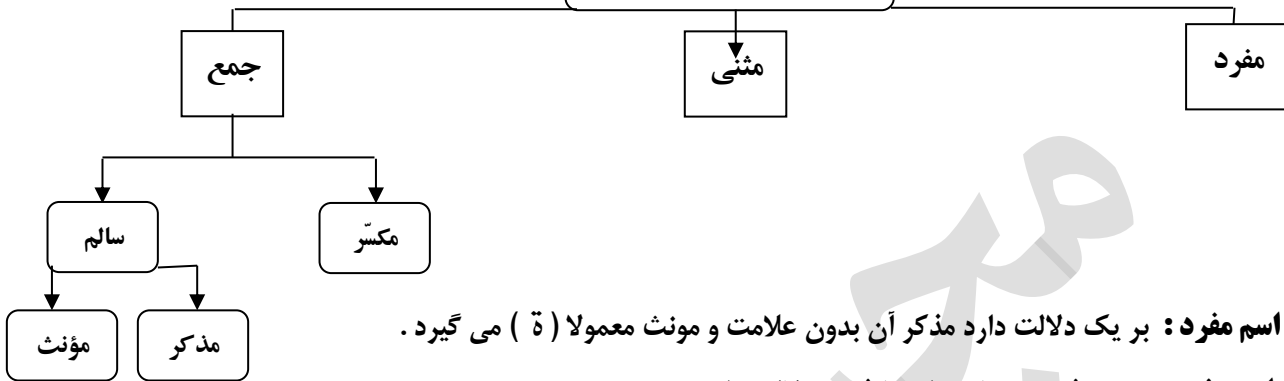 مفرد
مثنی
جمع
مکسّر
سالم
مذکر
مؤنث
اسم مفرد : بر یک دلالت دارد مذکر آن بدون علامت و مونث معمولا ( ة ) می گیرد .